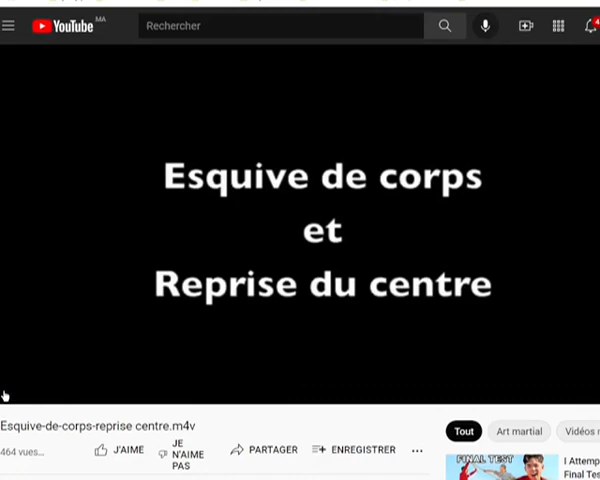 YouTube MA
Rechercher
4
Esquive de corps
et
Reprise du centre
Esquive-de-corps-reprise centre.m4v
464 vues...
J'AIME
JE
N'AIME
PAS
PARTAGER
ENREGISTRER
...
Tout
Art martial
Vidéos
FINAL TEST
I Attemp
Final Tes